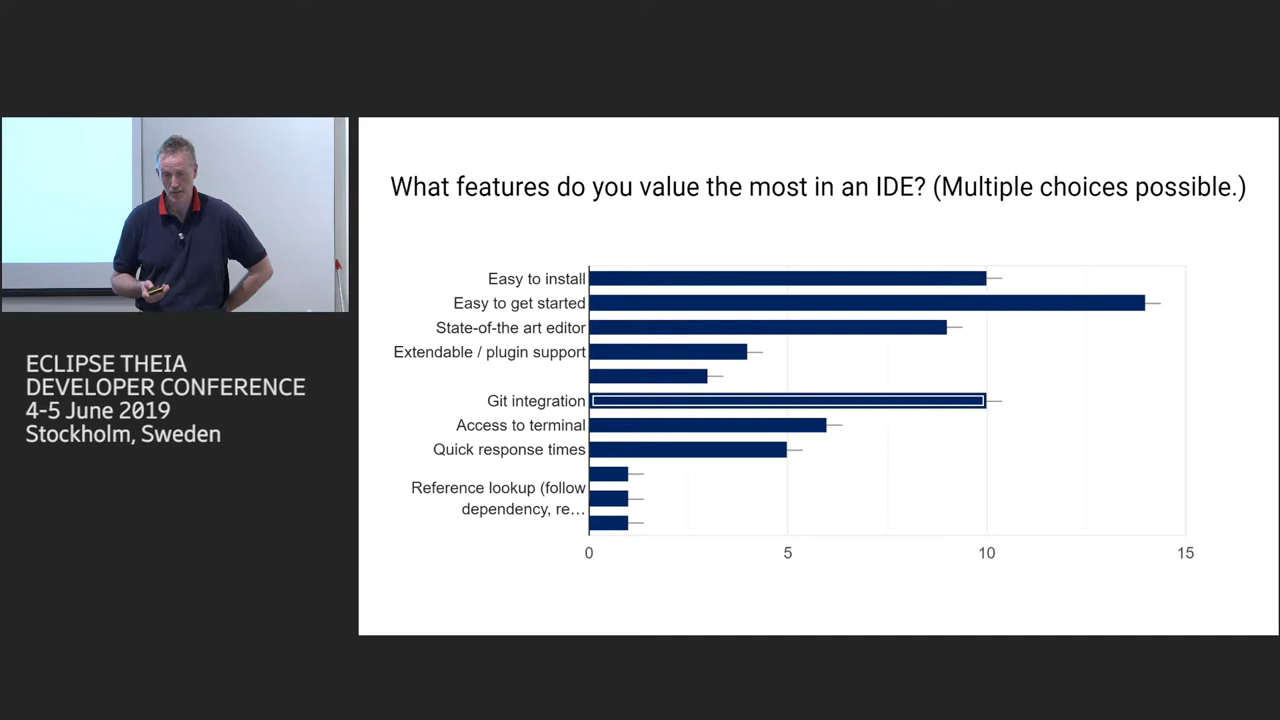 What features do you value the most in an IDE? (Multiple choices possible.)
Easy to install
Easy to get started
State-of-the art editor
Extendable / plugin support
Git integration
Access to terminal
Quick response times
Reference lookup (follow
dependency, re…
0 5 10 15
ECLIPSE THEIA
DEVELOPER CONFERENCE
4-5 June 2019
Stockholm, Sweden